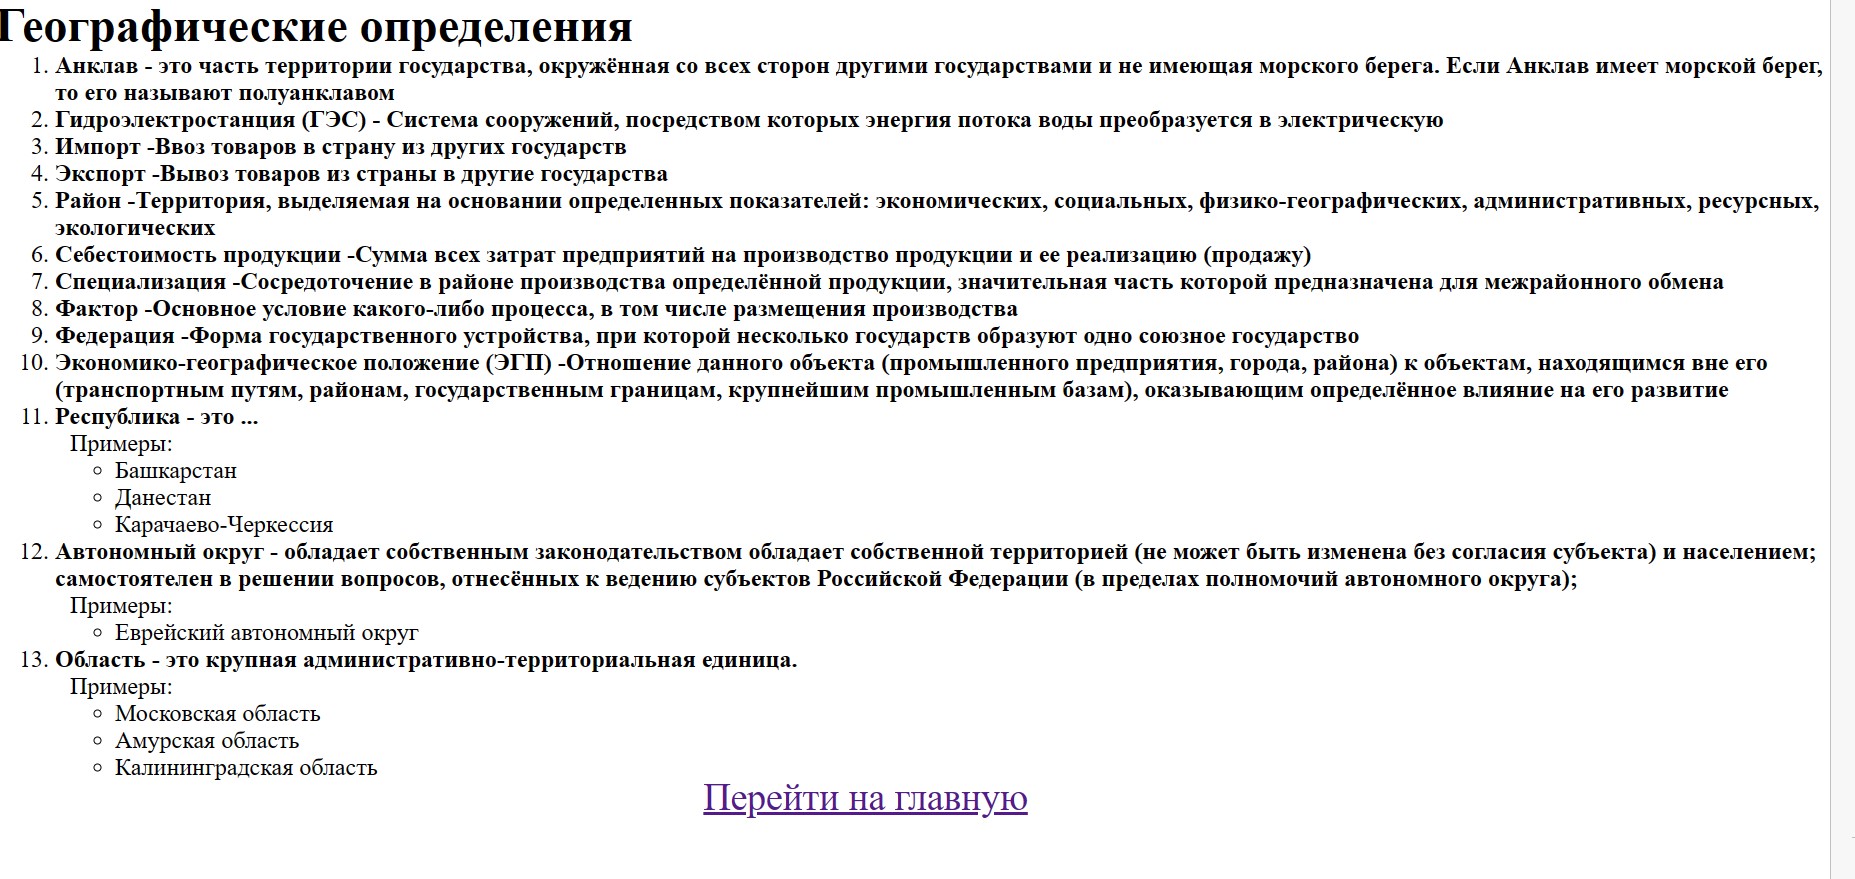 Географические определения
1. Анклав - это часть территории государства, окружённая со всех сторон другими государствами и не имеющая морского берега. Если Анклав имеет морской берег,
то его называют полуанклавом
2. Гидроэлектростанция (ГЭС) - Система сооружений, посредством которых энергия потока воды преобразуется в электрическую
3. Импорт -Ввоз товаров в страну из других государств
4. Экспорт -Вывоз товаров из страны в другие государства
5. Район -Территория, выделяемая на основании определенных показателей: экономических, социальных, физико-географических, административных, ресурсных,
экологических
6. Себестоимость продукции -Сумма всех затрат предприятий на производство продукции и ее реализацию (продажу)
7. Специализация -Сосредоточение в районе производства определённой продукции, значительная часть которой предназначена для межрайонного обмена
8. Фактор -Основное условие какого-либо процесса, в том числе размещения производства
9. Федерация -Форма государственного устройства, при которой несколько государств образуют одно союзное государство
10. Экономико-географическое положение (ЭГП) -Отношение данного объекта (промышленного предприятия, города, района) к объектам, находящимся вне его
(транспортным путям, районам, государственным границам, крупнейшим промышленным базам), оказывающим определённое влияние на его развитие
11. Республика - это ...
Примеры:
Башкарстан
Данестан
Карачаево-Черкессия
12. Автономный округ - обладает собственным законодательством обладает собственной территорией (не может быть изменена без согласия субъекта) и населением;
самостоятелен в решении вопросов, отнесённых к ведению субъектов Российской Федерации (в пределах полномочий автономного округа);
Примеры:
Еврейский автономный округ
13. Область - это крупная административно-территориальная единица.
Примеры:
Московская область
Амурская область
Калининградская область
Перейти на главную